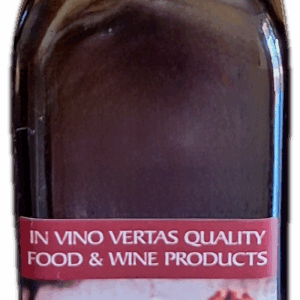 IN VINO VERTAS QUALITY
FOOD & WINE PRODUCTS